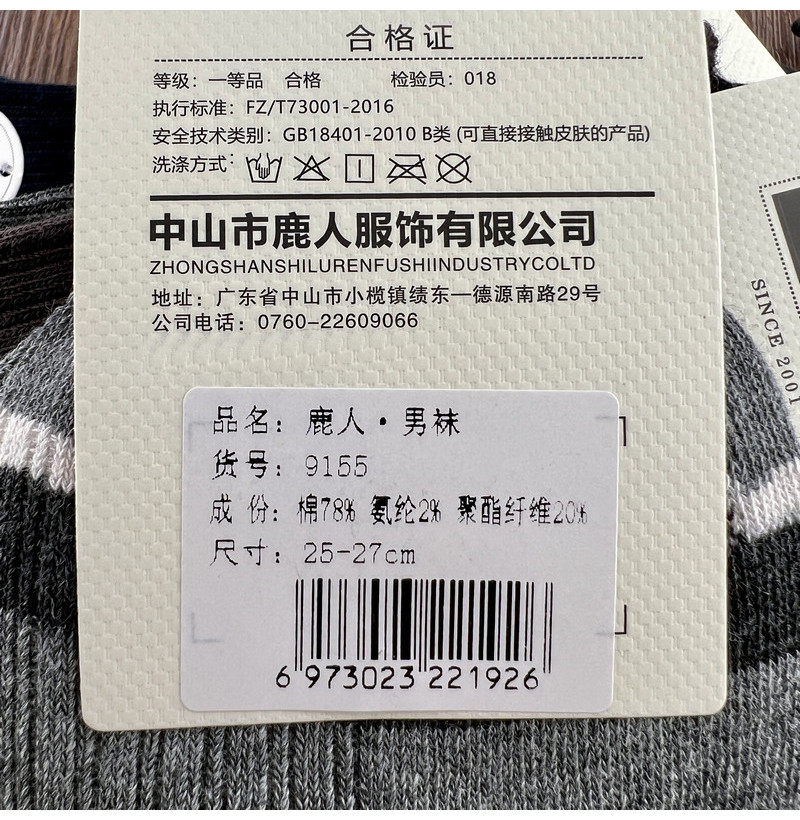 合格证
等级：一等品 合格 检验员：018
执行标准：FZ/T73001-2016
安全技术类别：GB18401-2010 B类 (可直接接触皮肤的产品)
洗涤方式：
中山市鹿人服饰有限公司
ZHONGSHANSHILURENFUSHIINDUSTRYCOLTD
地址：广东省中山市小榄镇绩东一德源南路29号
公司电话：0760-22609066
品名：鹿人·男袜
货号：9155
成 份：棉78% 氨纶2% 聚酯纤维20%
尺寸：25-27cm
6 973023 221926
SINCE 2001